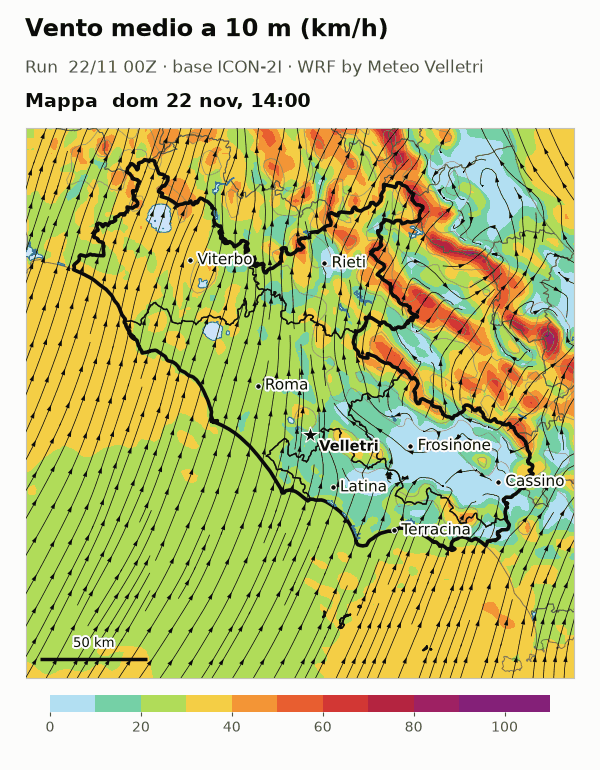 Vento medio a 10 m (km/h)
Run  22/11 00Z · base ICON-2I · WRF by Meteo Velletri
Mappa  dom 22 nov, 14:00
Viterbo
Rieti
Roma
Velletri
Frosinone
Latina
Cassino
Terracina
50 km
0 20 40 60 80 100